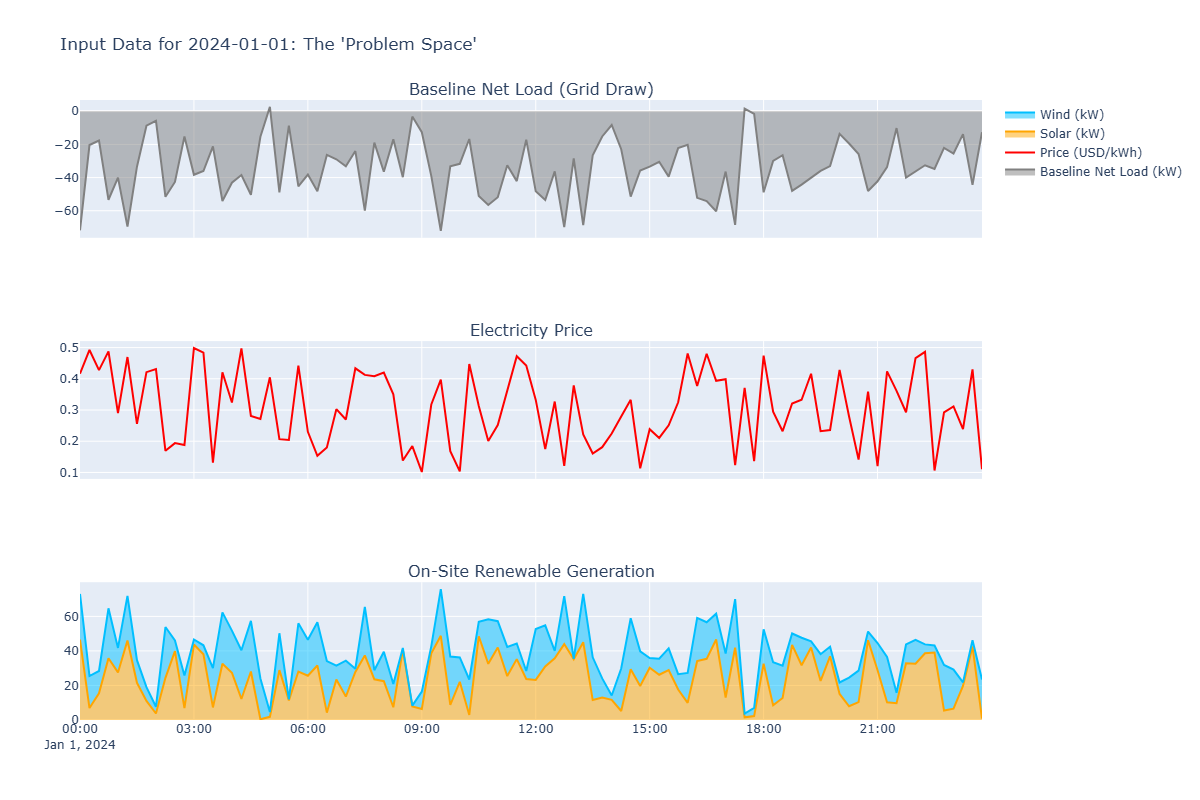 Input Data for 2024-01-01: The 'Problem Space'
Baseline Net Load (Grid Draw)
0
−20
−40
−60
Wind (kW)
Solar (kW)
Price (USD/kWh)
Baseline Net Load (kW)
Electricity Price
0.5
0.4
0.3
0.2
0.1
On-Site Renewable Generation
60
40
20
0
00:00 03:00 06:00 09:00 12:00 15:00 18:00 21:00
Jan 1, 2024